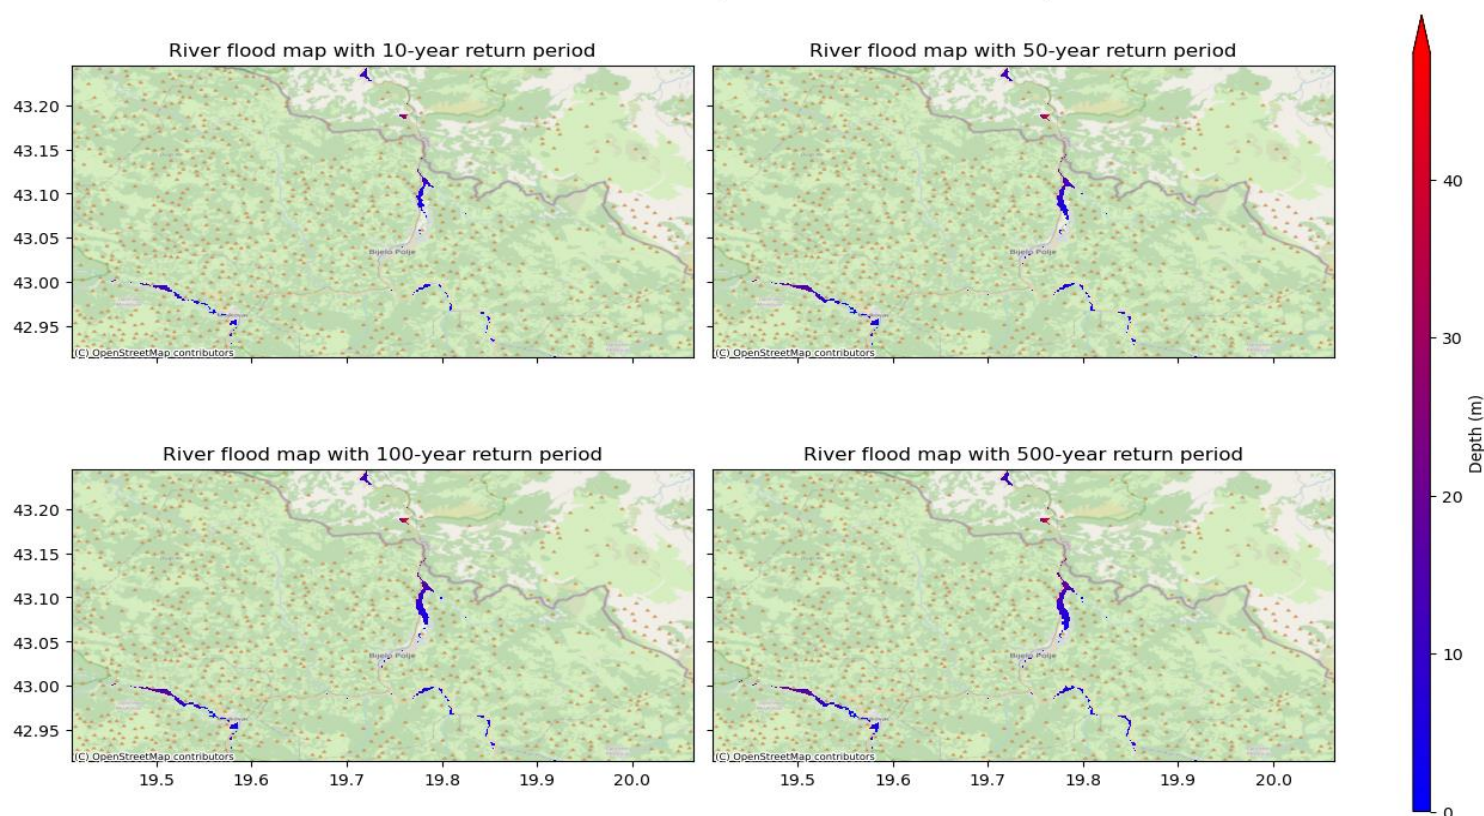 River flood map with 10-year return period
River flood map with 50-year return period
43.20
43.15
43.10
43.05
43.00
42.95
Bijelo Polje
Bijelo Polje
(C) OpenStreetMap contributors
(C) OpenStreetMap contributors
40
30
20
10
0
Depth (m)
River flood map with 100-year return period
River flood map with 500-year return period
43.20
43.15
43.10
43.05
43.00
42.95
Bijelo Polje
Bijelo Polje
(C) OpenStreetMap contributors
(C) OpenStreetMap contributors
19.5 19.6 19.7 19.8 19.9 20.0
19.5 19.6 19.7 19.8 19.9 20.0